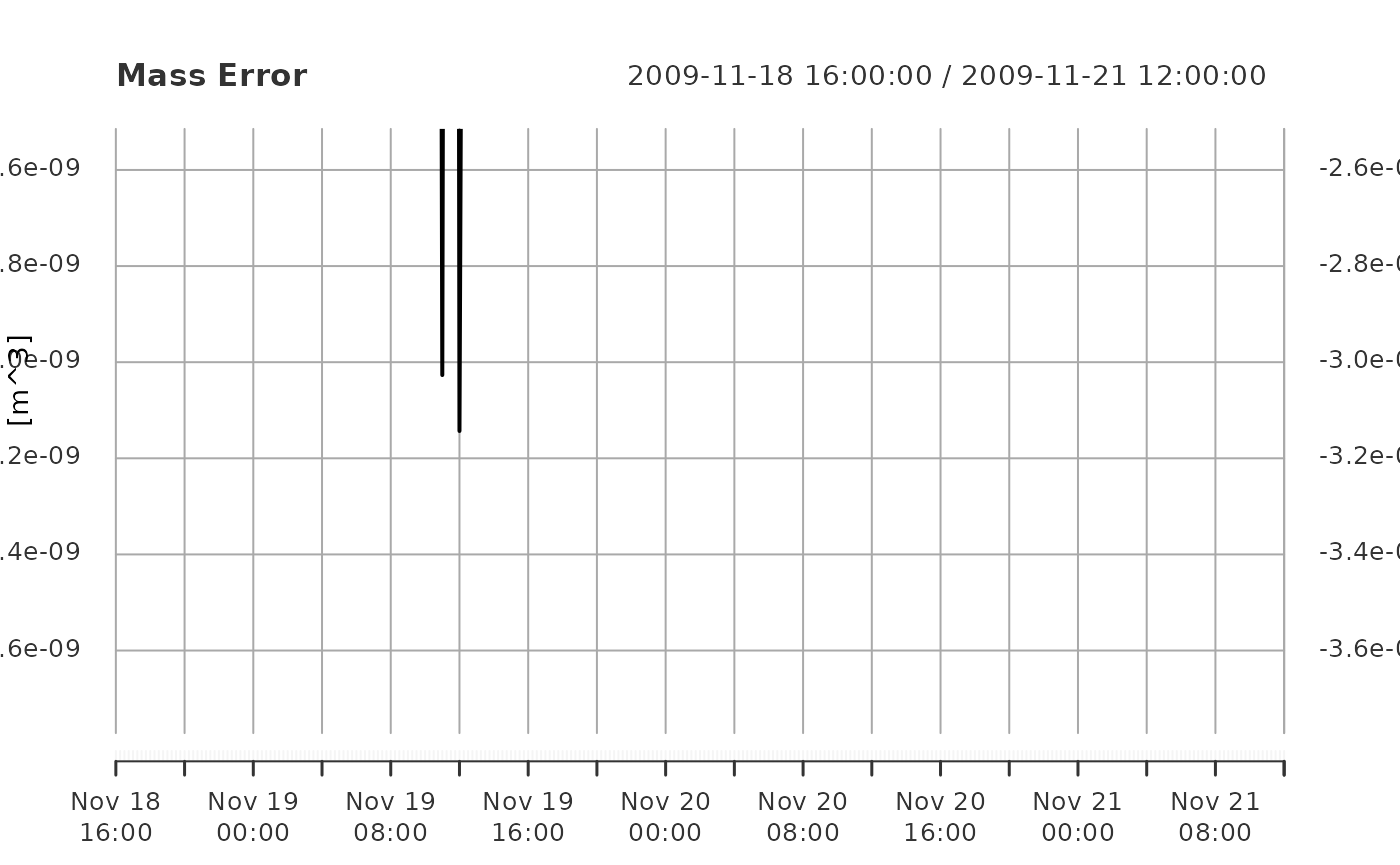 Mass Error 2009-11-18 16:00:00 / 2009-11-21 12:00:00
.6e-09 -2.6e-0
.8e-09 -2.8e-0
.0e-09 -3.0e-0
[m^3]
.2e-09 -3.2e-0
.4e-09 -3.4e-0
.6e-09 -3.6e-0
Nov 18 Nov 19 Nov 19 Nov 19 Nov 20 Nov 20 Nov 20 Nov 21 Nov 21
16:00 00:00 08:00 16:00 00:00 08:00 16:00 00:00 08:00